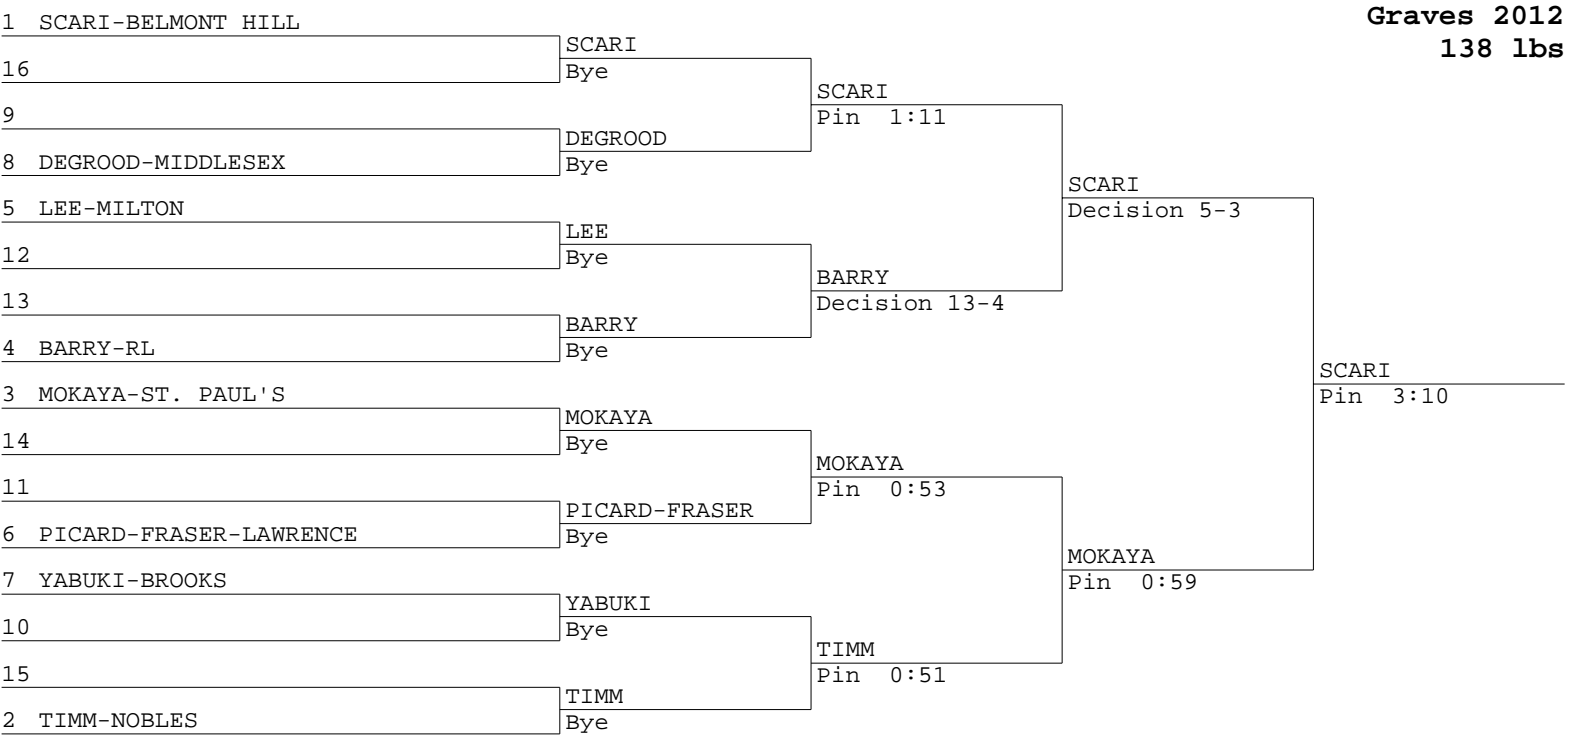 Graves 2012
138 lbs
1 SCARI-BELMONT HILL
16
9
8 DEGROOD-MIDDLESEX
5 LEE-MILTON
12
13
4 BARRY-RL
3 MOKAYA-ST. PAUL'S
14
11
6 PICARD-FRASER-LAWRENCE
7 YABUKI-BROOKS
10
15
2 TIMM-NOBLES
SCARI
Bye
DEGROOD
Bye
LEE
Bye
BARRY
Bye
MOKAYA
Bye
PICARD-FRASER
Bye
YABUKI
Bye
TIMM
Bye
SCARI
Pin 1:11
BARRY
Decision 13-4
MOKAYA
Pin 0:53
TIMM
Pin 0:51
SCARI
Decision 5-3
MOKAYA
Pin 0:59
SCARI
Pin 3:10